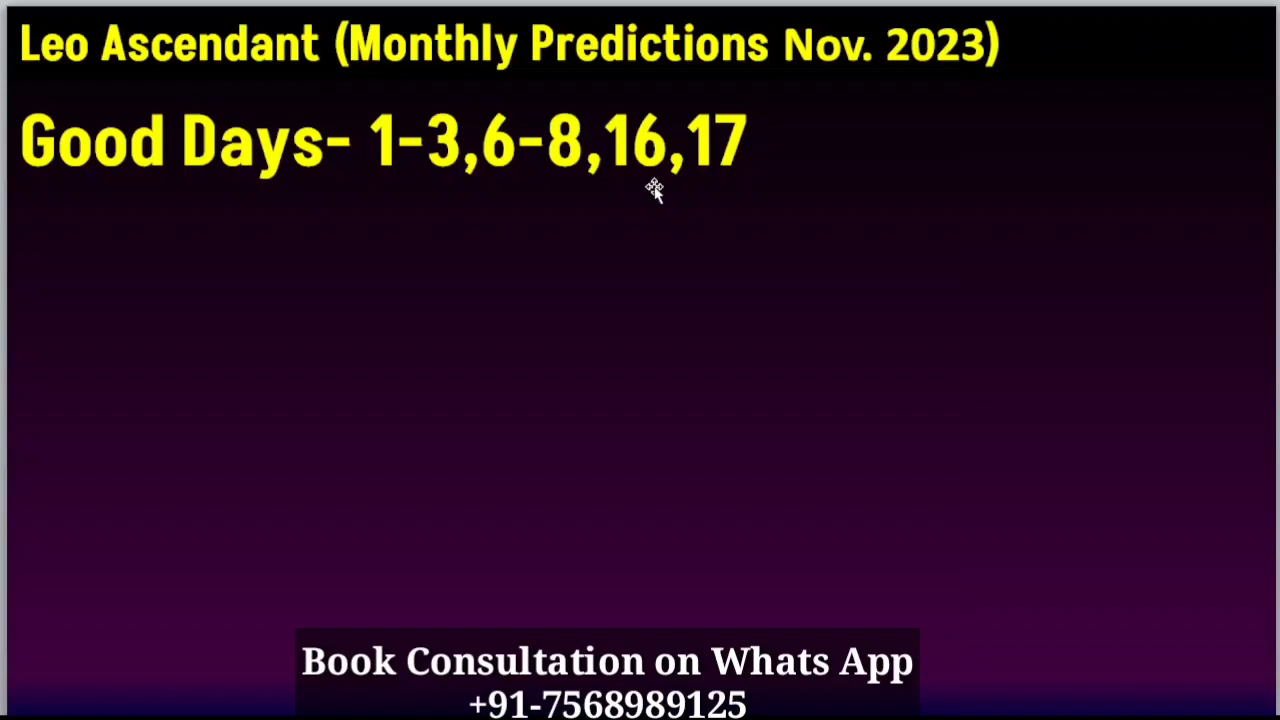 Leo Ascendant (Monthly Predictions Nov. 2023)
Good Days- 1-3,6-8,16,17
Book Consultation on Whats App
+91-7568989125